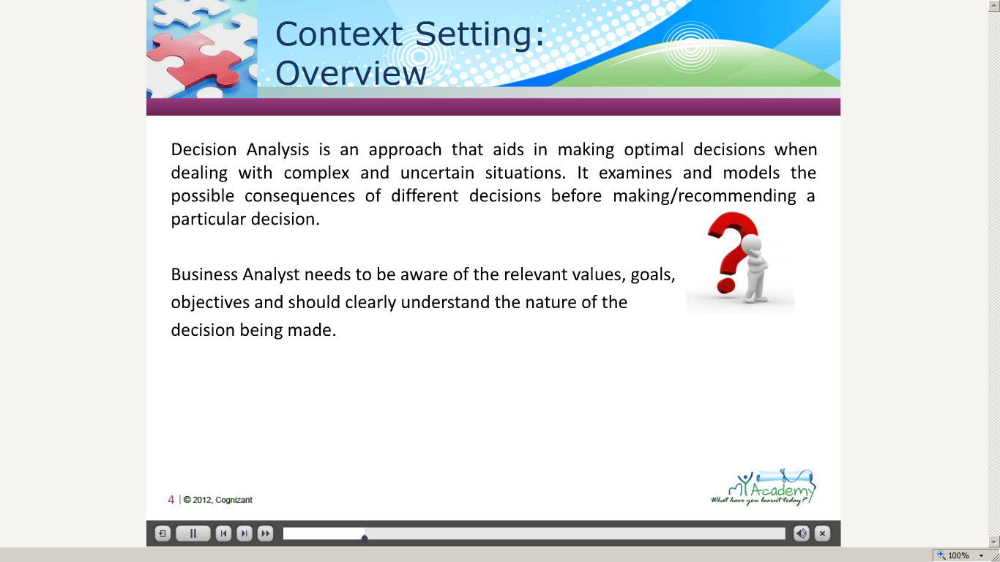 Context Setting:
Overview
Decision Analysis is an approach that aids in making optimal decisions when
dealing with complex and uncertain situations. It examines and models the
possible consequences of different decisions before making/recommending a
particular decision.
Business Analyst needs to be aware of the relevant values, goals,
objectives and should clearly understand the nature of the
decision being made.
4 | © 2012, Cognizant
myAcademy
What have you learnt today?
100%